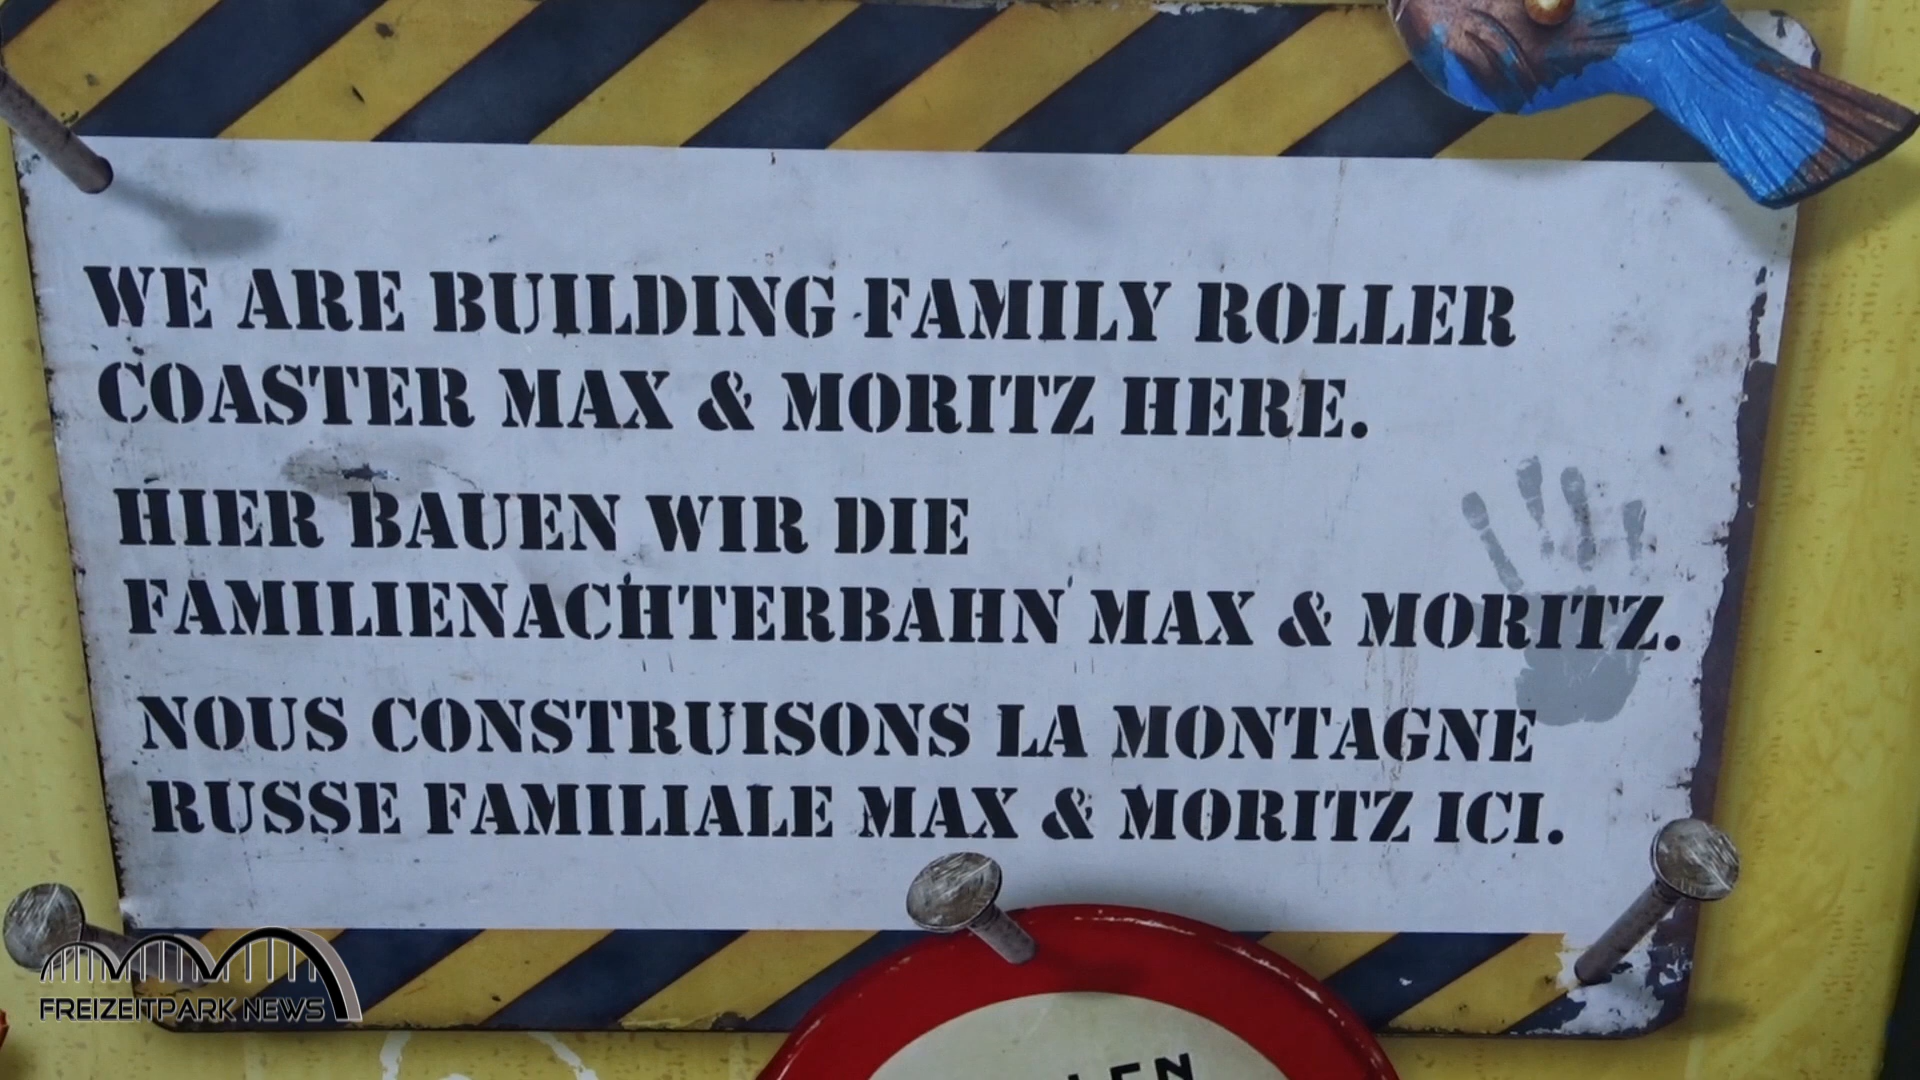 WE ARE BUILDING FAMILY ROLLER
COASTER MAX & MORITZ HERE.
HIER BAUEN WIR DIE
FAMILIENACHTERBAHN MAX & MORITZ.
NOUS CONSTRUISONS LA MONTAGNE
RUSSE FAMILIALE MAX & MORITZ ICI.
FREIZEITPARK NEWS